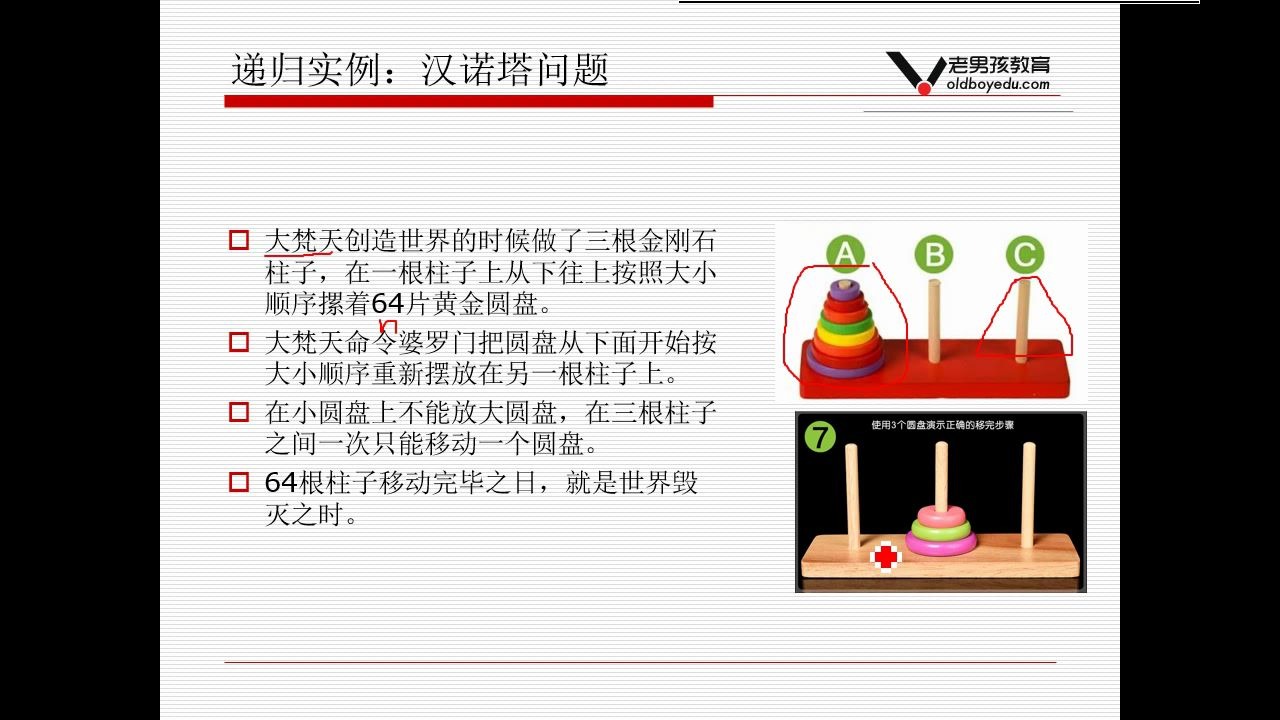 递归实例：汉诺塔问题
老男孩教育
oldboyedu.com
大梵天创造世界的时候做了三根金刚石
柱子，在一根柱子上从下往上按照大小
顺序摞着64片黄金圆盘。
大梵天命令婆罗门把圆盘从下面开始按
大小顺序重新摆放在另一根柱子上。
在小圆盘上不能放大圆盘，在三根柱子
之间一次只能移动一个圆盘。
64根柱子移动完毕之日，就是世界毁
灭之时。
A B C
7
使用3个圆盘演示正确的移完步骤